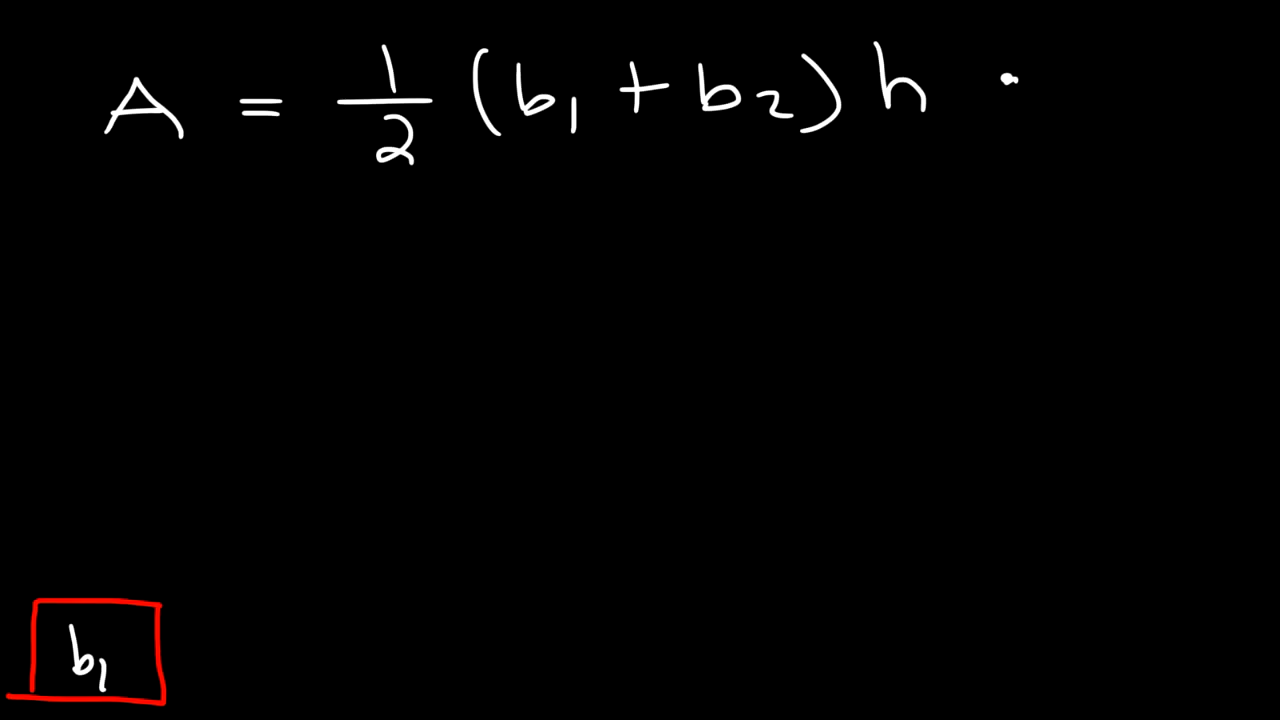 A = 1/2 (b₁ + b₂) h
b₁